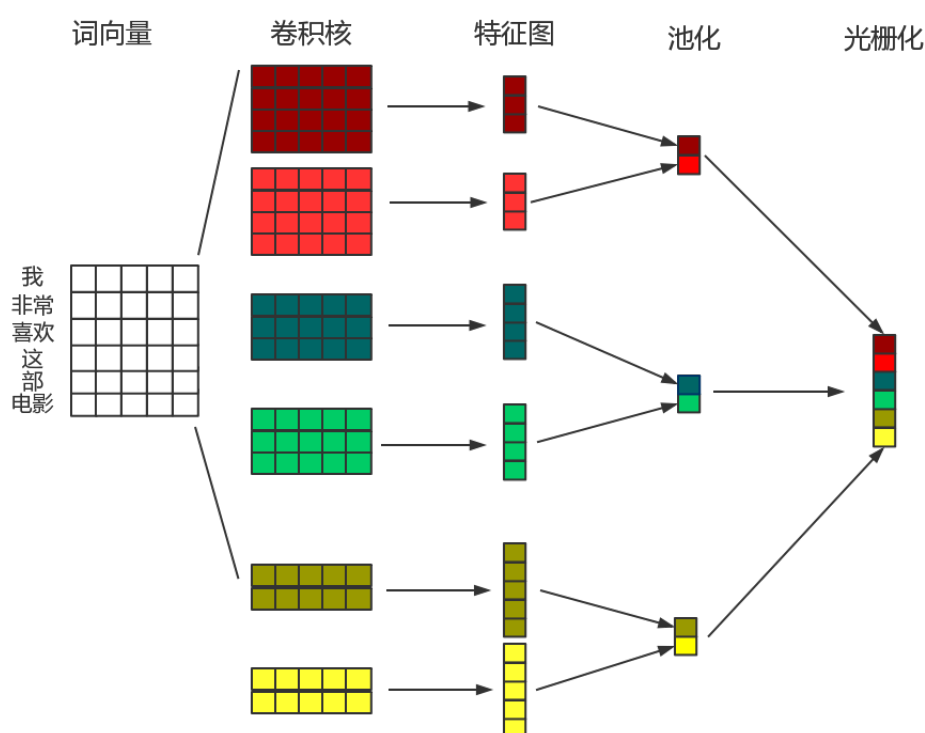 词向量
卷积核
特征图
池化
光栅化
我
非常
喜欢
这
部
电影